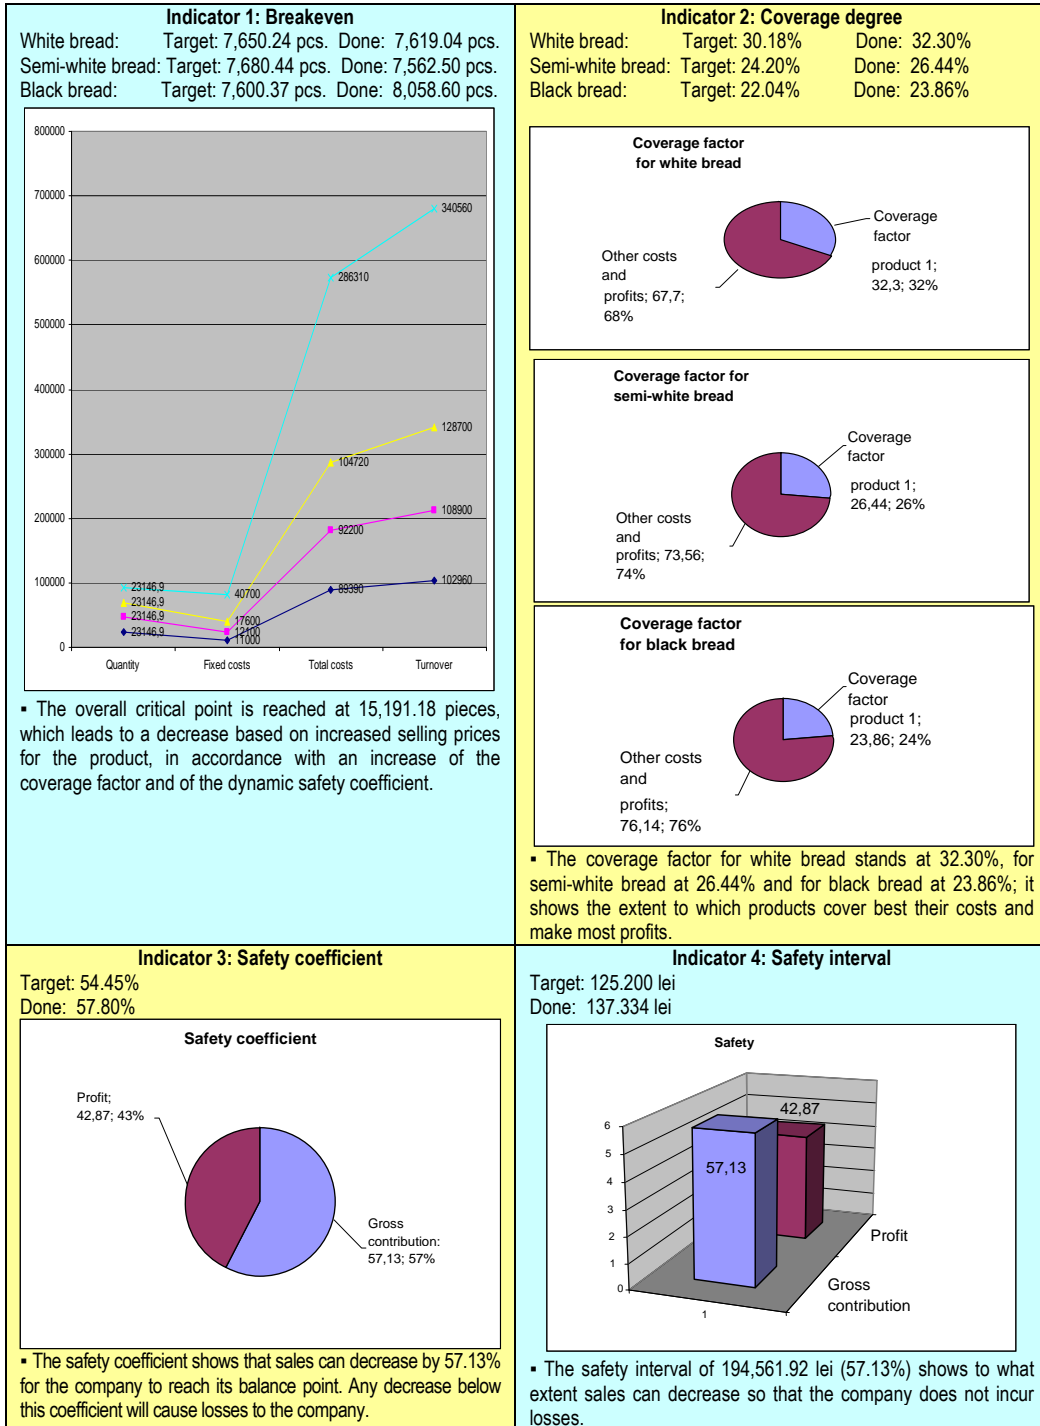 Indicator 1: Breakeven
White bread: Target: 7,650.24 pcs. Done: 7,619.04 pcs.
Semi-white bread: Target: 7,680.44 pcs. Done: 7,562.50 pcs.
Black bread: Target: 7,600.37 pcs. Done: 8,058.60 pcs.
800000
700000
600000
500000
400000
300000
200000
100000
0
340560
286310
128700
104720
108900
92200
102960
89390
23146,9
23146,9
23146,9
23146,9
40700
17600
12100
11000
Quantity
Fixed costs
Total costs
Turnover
▪ The overall critical point is reached at 15,191.18 pieces,
which leads to a decrease based on increased selling prices
for the product, in accordance with an increase of the
coverage factor and of the dynamic safety coefficient.
Indicator 2: Coverage degree
White bread: Target: 30.18% Done: 32.30%
Semi-white bread: Target: 24.20% Done: 26.44%
Black bread: Target: 22.04% Done: 23.86%
Coverage factor
for white bread
Coverage
factor
product 1;
32,3; 32%
Other costs
and
profits; 67,7;
68%
Coverage factor for
semi-white bread
Coverage
factor
product 1;
26,44; 26%
Other costs
and
profits; 73,56;
74%
Coverage factor
for black bread
Coverage
factor
product 1;
23,86; 24%
Other costs
and
profits;
76,14; 76%
▪ The coverage factor for white bread stands at 32.30%, for
semi-white bread at 26.44% and for black bread at 23.86%; it
shows the extent to which products cover best their costs and
make most profits.
Indicator 3: Safety coefficient
Target: 54.45%
Done: 57.80%
Safety coefficient
Profit;
42,87; 43%
Gross
contribution:
57,13; 57%
▪ The safety coefficient shows that sales can decrease by 57.13%
for the company to reach its balance point. Any decrease below
this coefficient will cause losses to the company.
Indicator 4: Safety interval
Target: 125.200 lei
Done: 137.334 lei
Safety
6
5
4
3
2
1
0
42,87
57,13
Profit
Gross
contribution
1
▪ The safety interval of 194,561.92 lei (57.13%) shows to what
extent sales can decrease so that the company does not incur
losses.